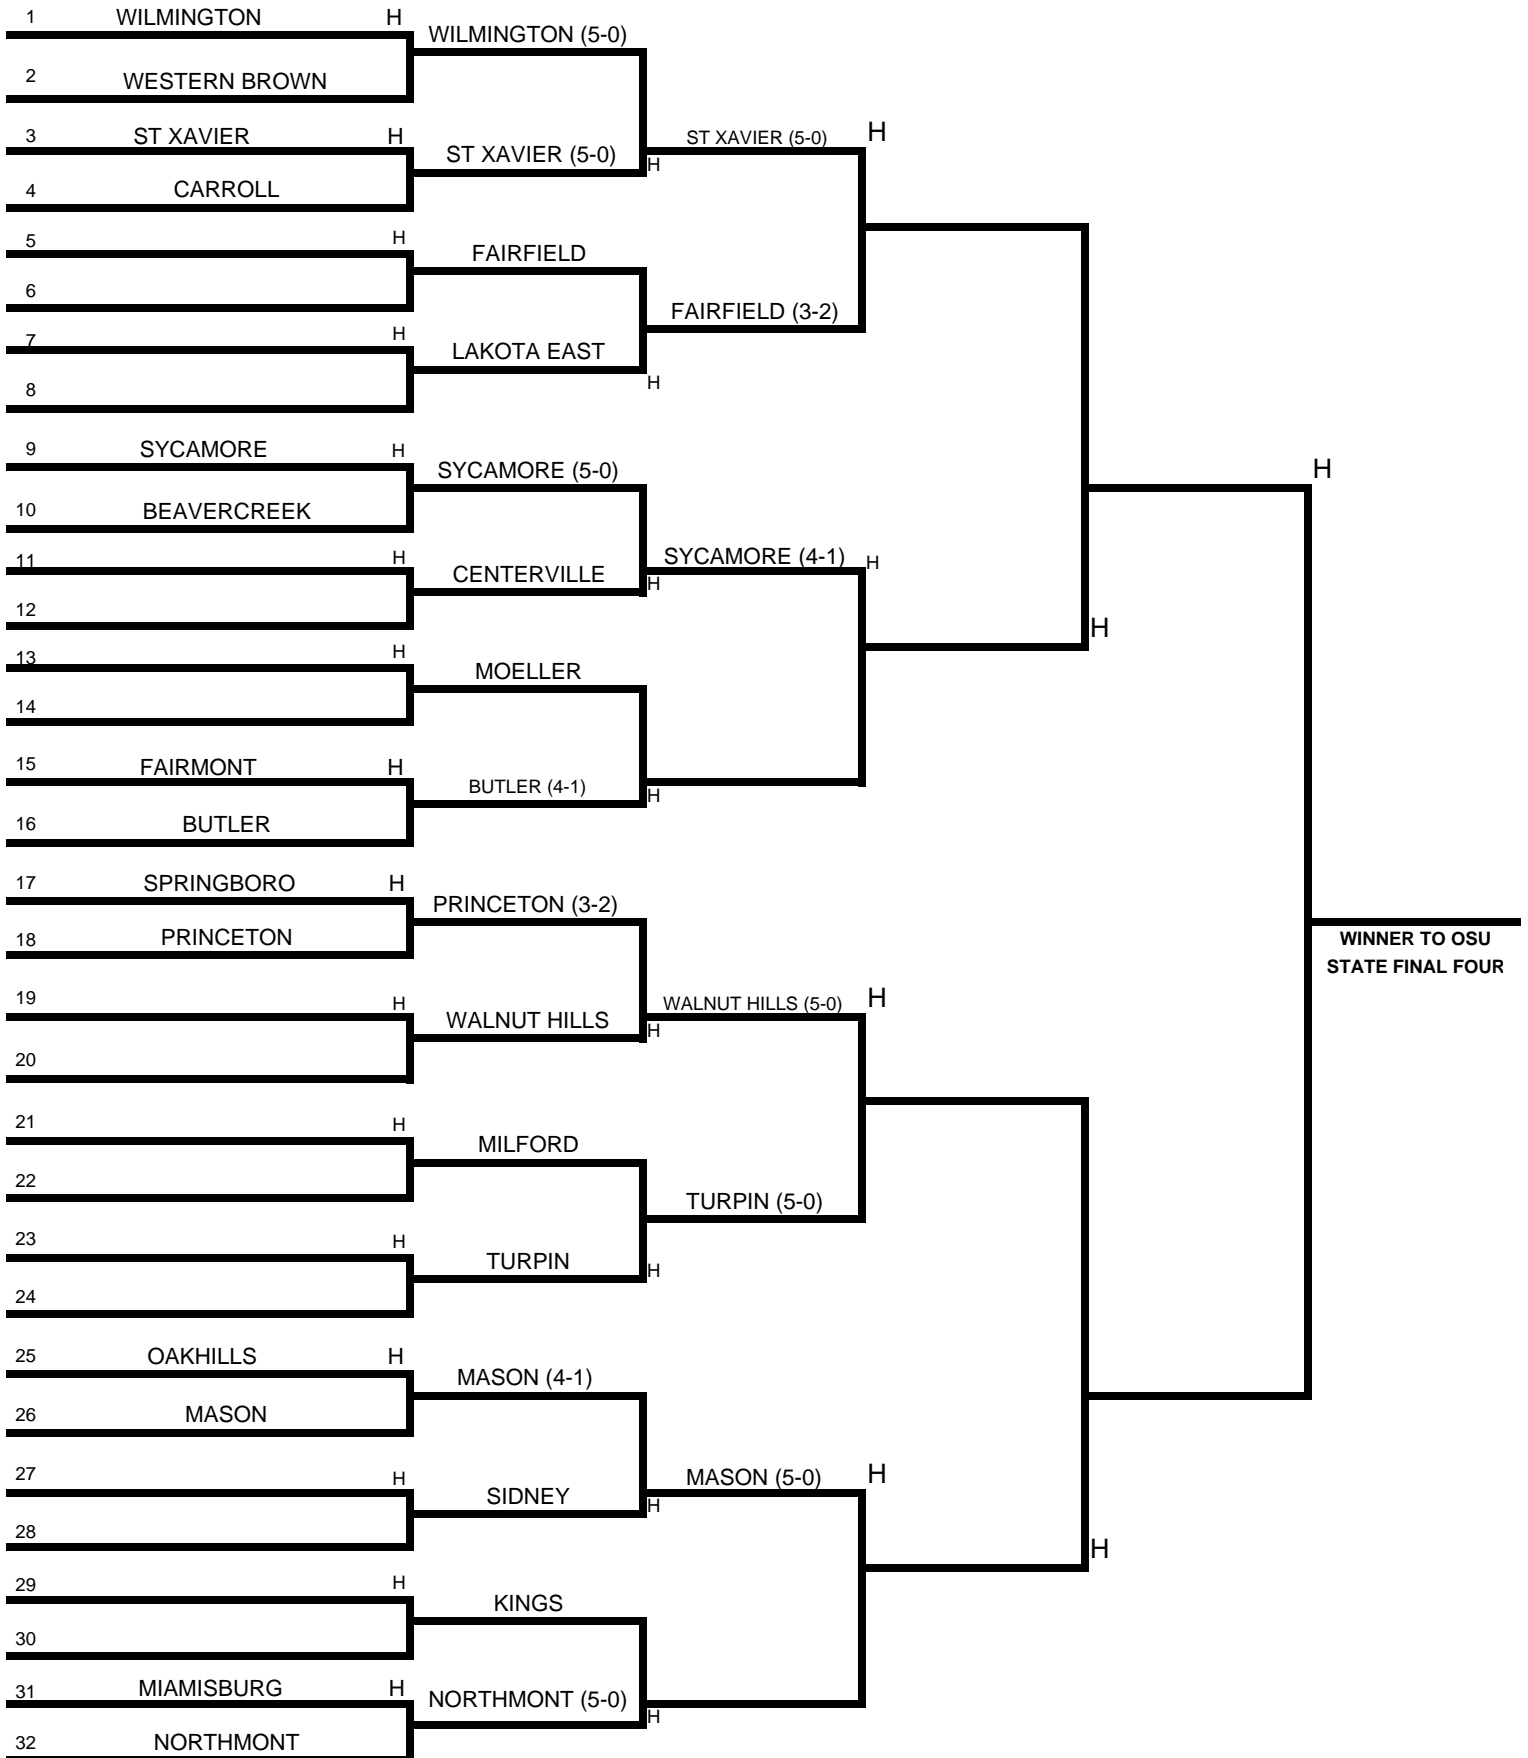 1 WILMINGTON H
WILMINGTON (5-0)
2 WESTERN BROWN
3 ST XAVIER H
ST XAVIER (5-0) H
ST XAVIER (5-0)
H
4 CARROLL
5 H
FAIRFIELD
6
FAIRFIELD (3-2)
7 H
LAKOTA EAST
H
8
9 SYCAMORE H
SYCAMORE (5-0)
H
10 BEAVERCREEK
11 H
SYCAMORE (4-1) H
CENTERVILLE
H
12
H
13 H
MOELLER
14
15 FAIRMONT H
BUTLER (4-1)
H
16 BUTLER
17 SPRINGBORO H
PRINCETON (3-2)
18 PRINCETON
WINNER TO OSU
STATE FINAL FOUR
19 H
WALNUT HILLS (5-0) H
WALNUT HILLS
H
20
21 H
MILFORD
22
TURPIN (5-0)
23 H
TURPIN
H
24
25 OAKHILLS H
MASON (4-1)
26 MASON
27 H
MASON (5-0) H
SIDNEY
H
28
H
29 H
KINGS
30
31 MIAMISBURG H
NORTHMONT (5-0)
H
32 NORTHMONT